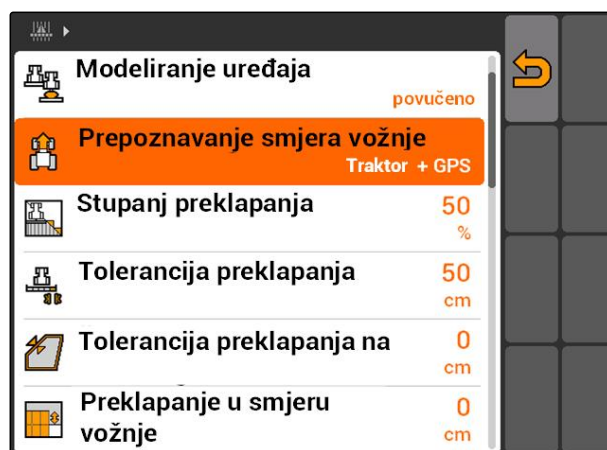 Modeliranje uređaja
povučeno
Prepoznavanje smjera vožnje
Traktor + GPS
Stupanj preklapanja
50
%
Tolerancija preklapanja
50
cm
Tolerancija preklapanja na
0
cm
Preklapanje u smjeru
vožnje
0
cm